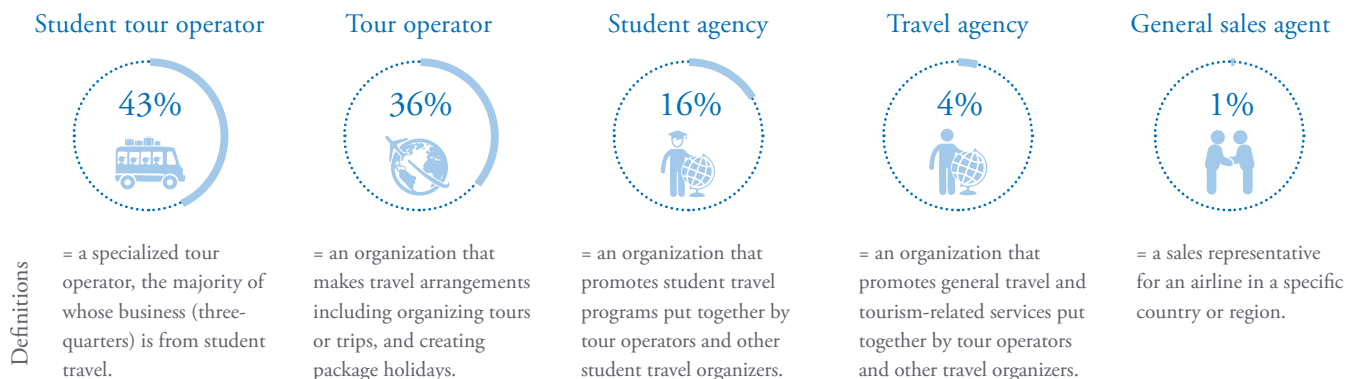 Student tour operator
Tour operator
Student agency
Travel agency
General sales agent
43%
36%
16%
4%
1%
Definitions
= a specialized tour
operator, the majority of
whose business (three-
quarters) is from student
travel.
= an organization that
makes travel arrangements
including organizing tours
or trips, and creating
package holidays.
= an organization that
promotes student travel
programs put together by
tour operators and other
student travel organizers.
= an organization that
promotes general travel and
tourism-related services put
together by tour operators
and other travel organizers.
= a sales representative
for an airline in a specific
country or region.